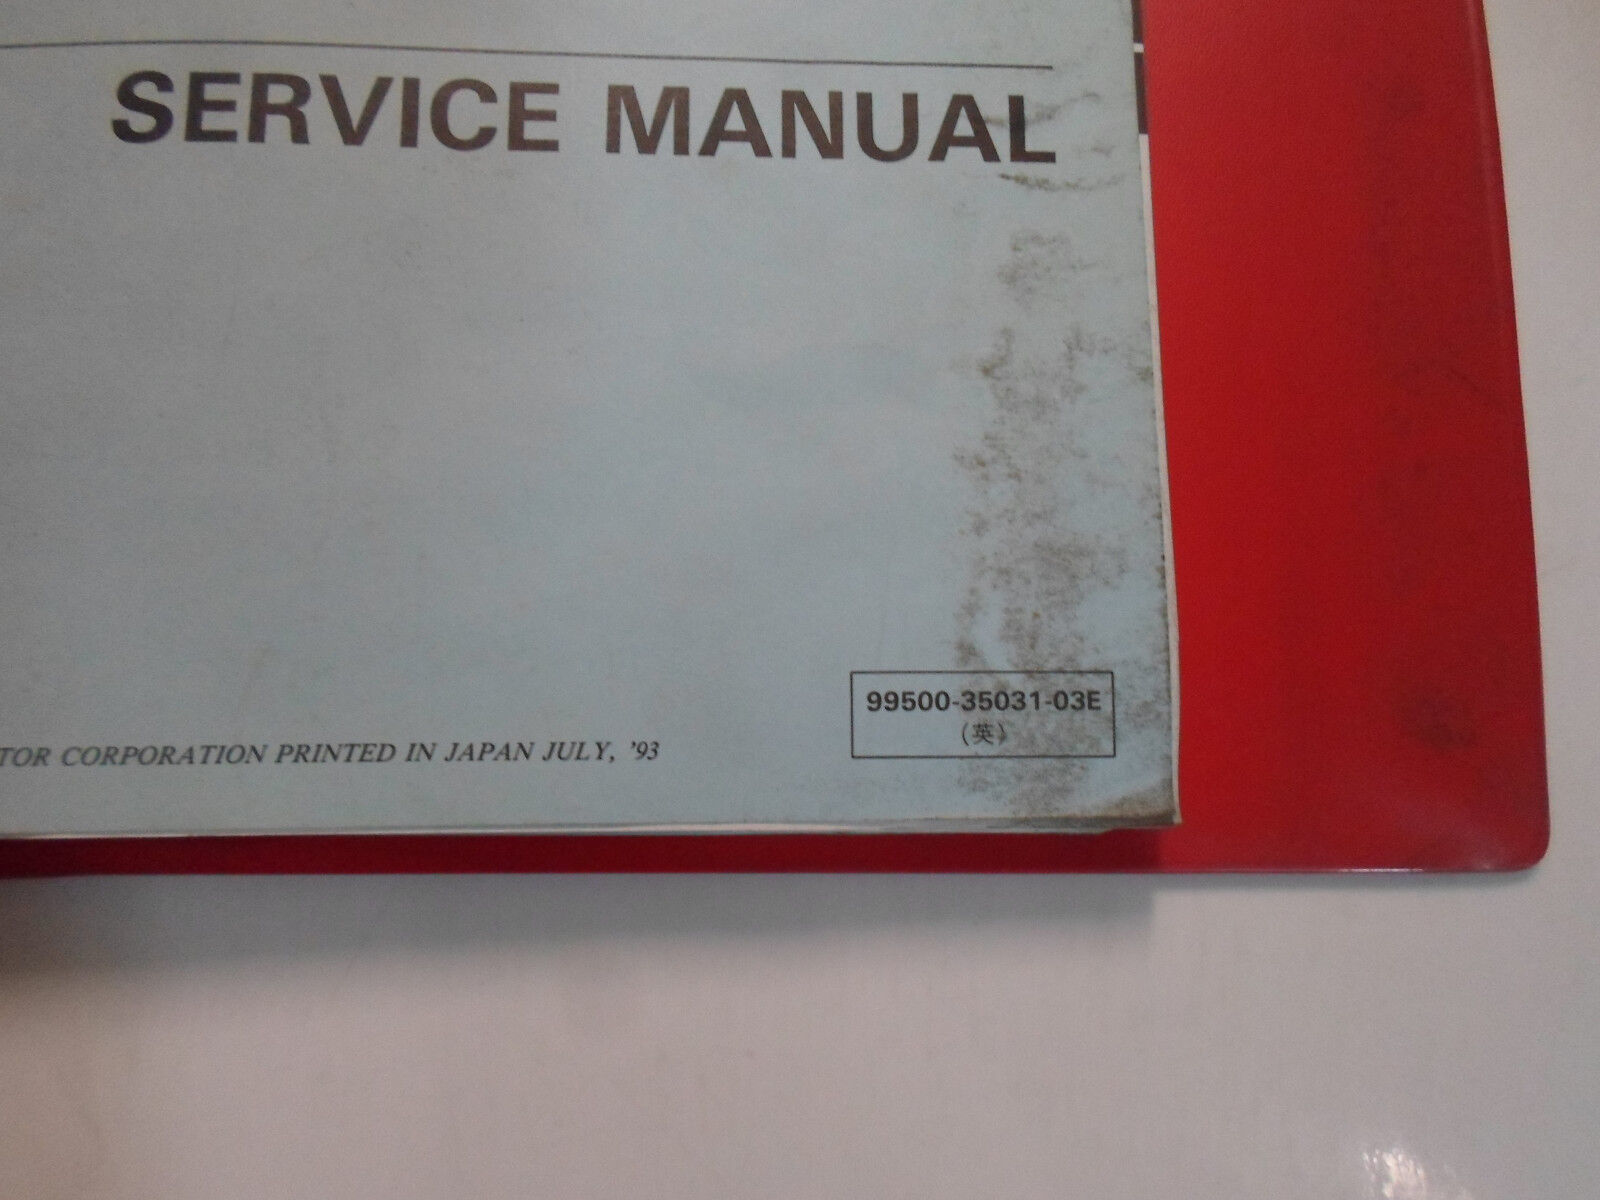 SERVICE MANUAL
99500-35031-03E
(英)
TOR CORPORATION PRINTED IN JAPAN JULY, '93